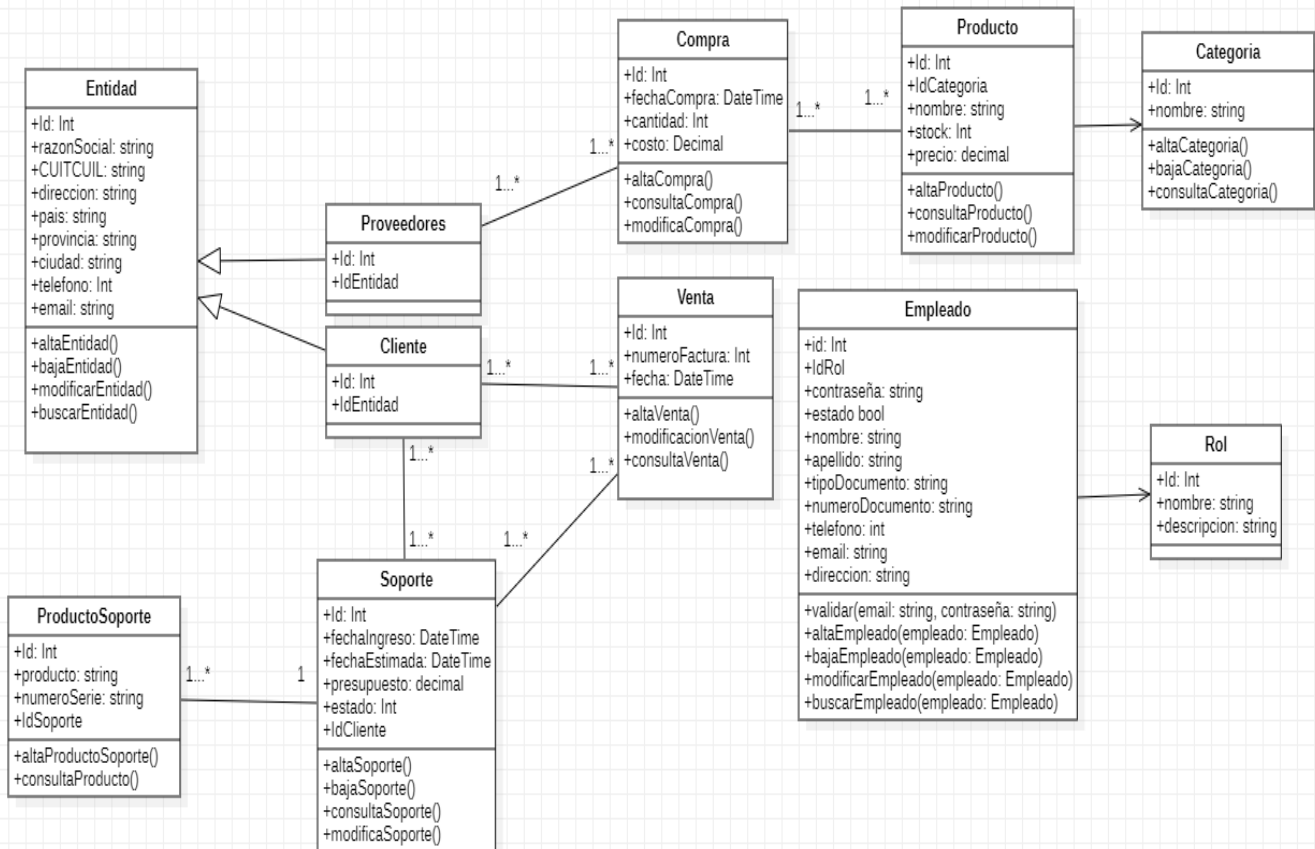 Entidad
+Id: Int
+razonSocial: string
+CUITCUIL: string
+direccion: string
+pais: string
+provincia: string
+ciudad: string
+telefono: Int
+email: string
+altaEntidad()
+bajaEntidad()
+modificarEntidad()
+buscarEntidad()
Proveedores
+Id: Int
+IdEntidad
1...*
1...*
Cliente
+Id: Int
+IdEntidad
1...*
1...*
1...*
1...*
Compra
+Id: Int
+fechaCompra: DateTime
+cantidad: Int
+costo: Decimal
+altaCompra()
+consultaCompra()
+modificaCompra()
1...*
1...*
Producto
+Id: Int
+IdCategoria
+nombre: string
+stock: Int
+precio: decimal
+altaProducto()
+consultaProducto()
+modificarProducto()
Categoria
+Id: Int
+nombre: string
+altaCategoria()
+bajaCategoria()
+consultaCategoria()
Venta
+Id: Int
+numeroFactura: Int
+fecha: DateTime
+altaVenta()
+modificacionVenta()
+consultaVenta()
1...*
1...*
Empleado
+id: Int
+IdRol
+contraseña: string
+estado bool
+nombre: string
+apellido: string
+tipoDocumento: string
+numeroDocumento: string
+telefono: int
+email: string
+direccion: string
+validar(email: string, contraseña: string)
+altaEmpleado(empleado: Empleado)
+bajaEmpleado(empleado: Empleado)
+modificarEmpleado(empleado: Empleado)
+buscarEmpleado(empleado: Empleado)
Rol
+Id: Int
+nombre: string
+descripcion: string
ProductoSoporte
+Id: Int
+producto: string
+numeroSerie: string
+IdSoporte
+altaProductoSoporte()
+consultaProducto()
1...*
1
Soporte
+Id: Int
+fechaIngreso: DateTime
+fechaEstimada: DateTime
+presupuesto: decimal
+estado: Int
+IdCliente
+altaSoporte()
+bajaSoporte()
+consultaSoporte()
+modificaSoporte()